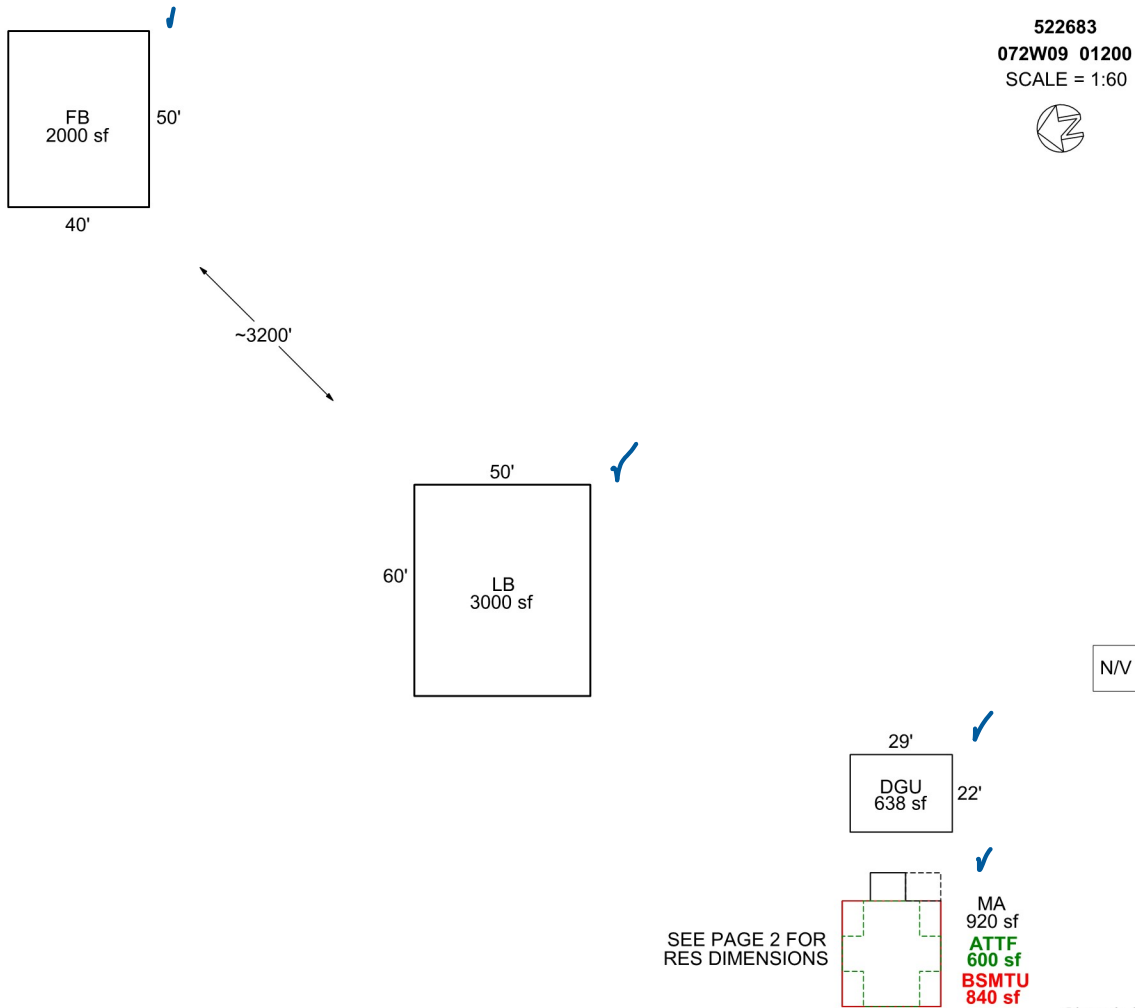 522683
072W09 01200
SCALE = 1:60
N
FB
2000 sf
50'
40'
~3200'
50'
60'
LB
3000 sf
N/V
29'
DGU
638 sf
22'
SEE PAGE 2 FOR
RES DIMENSIONS
MA
920 sf
ATTF
600 sf
BSMTU
840 sf